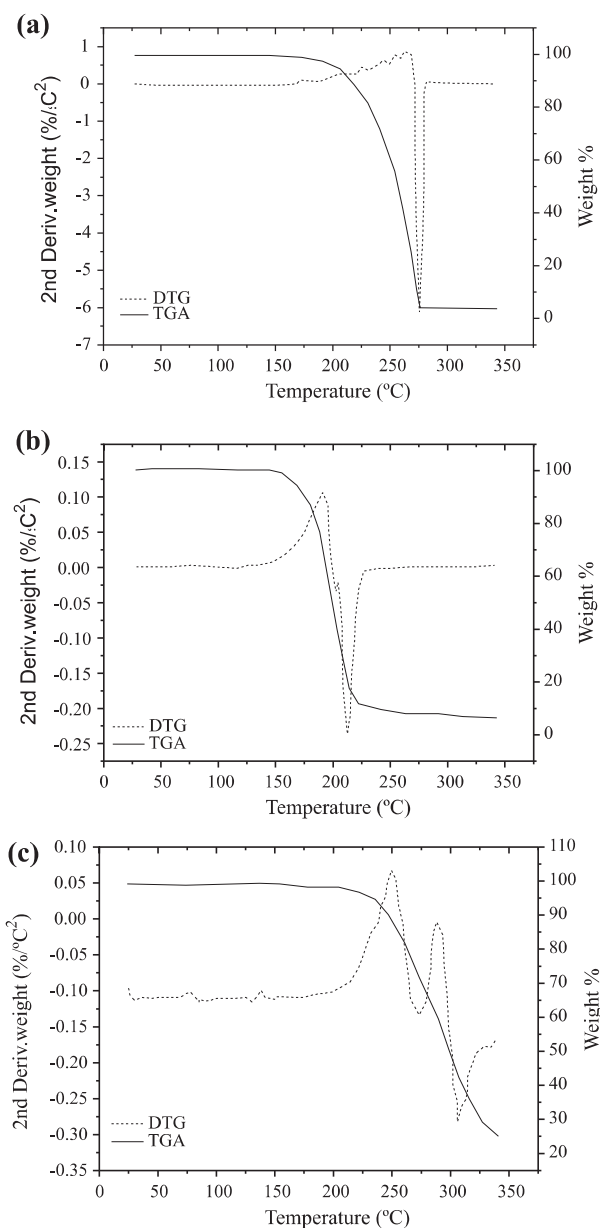 (a)
1
0
-1
-2
-3
-4
-5
-6
-7
2nd Deriv.weight (%/:C2)
100
80
60
40
20
0
Weight %
DTG
TGA
0 50 100 150 200 250 300 350
Temperature (ºC)
(b)
0.15
0.10
0.05
0.00
-0.05
-0.10
-0.15
-0.20
-0.25
2nd Deriv.weight (%/:C2)
100
80
60
40
20
0
Weight %
DTG
TGA
0 50 100 150 200 250 300 350
Temperature (ºC)
(c)
0.10
0.05
0.00
-0.05
-0.10
-0.15
-0.20
-0.25
-0.30
-0.35
2nd Deriv.weight (%/ºC2)
110
100
90
80
70
60
50
40
30
20
Weight %
DTG
TGA
0 50 100 150 200 250 300 350
Temperature (ºC)